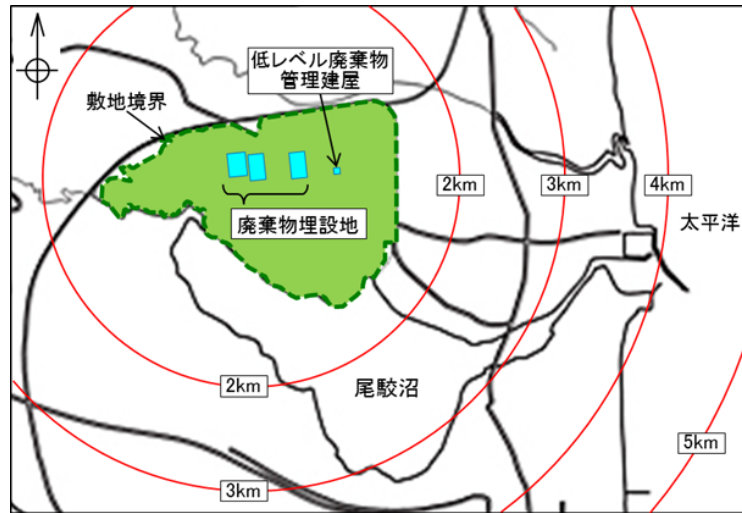 低レベル廃棄物
管理建屋
敷地境界
2km
3km
4km
廃棄物埋設地
太平洋
2km
尾駮沼
5km
3km